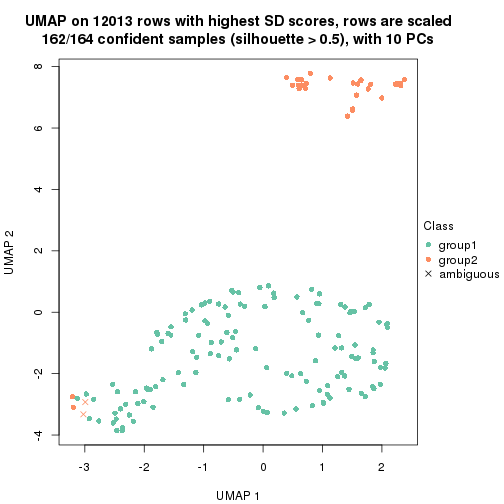 UMAP on 12013 rows with highest SD scores, rows are scaled
162/164 confident samples (silhouette > 0.5), with 10 PCs
8
6
4
2
0
-2
-4
UMAP 2
-3
-2
-1
0
1
2
UMAP 1
Class
group1
group2
ambiguous